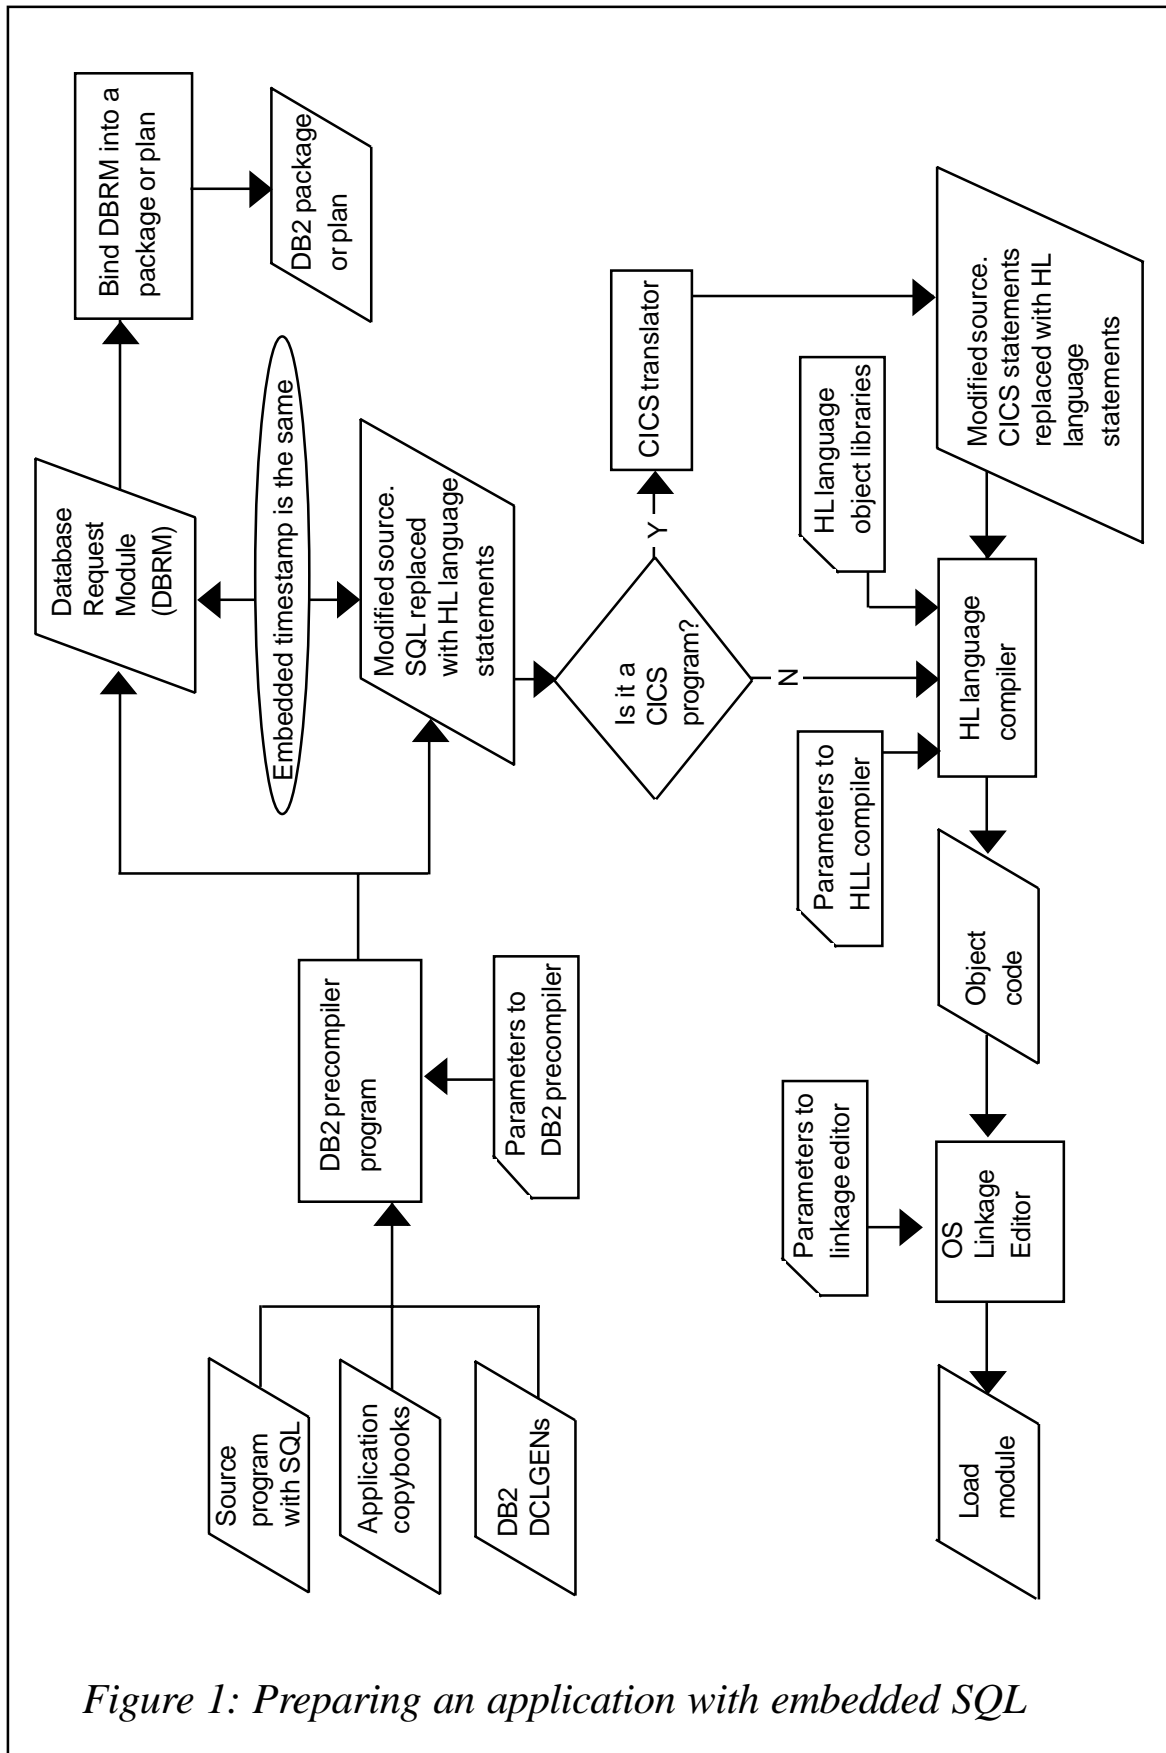 Source
program
with SQL
Application
copybooks
DB2
DCLGENs
DB2 precompiler
program
Parameters to
DB2 precompiler
Database
Request
Module
(DBRM)
Embedded timestamp is the same
Modified source.
SQL replaced
with HL language
statements
Bind DBRM into a
package or plan
DB2 package
or plan
Is it a
CICS
program?
Y
N
CICS translator
Modified source.
CICS statements
replaced with HL
language
statements
HL language
object libraries
HL language
compiler
Parameters to
HLL compiler
Object
code
Parameters to
linkage editor
OS
Linkage
Editor
Load
module
Figure 1: Preparing an application with embedded SQL